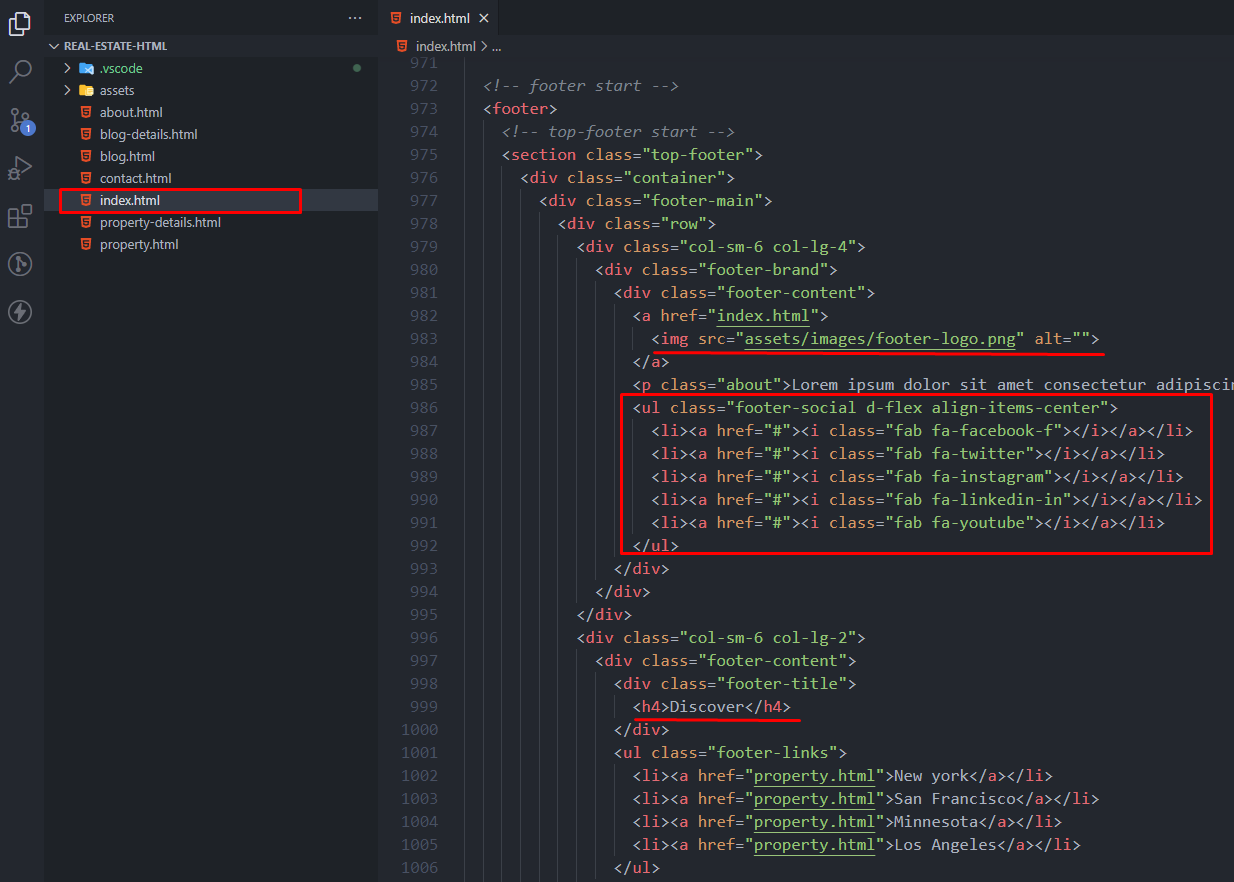 EXPLORER
REAL-ESTATE-HTML
.vscode
assets
about.html
blog-details.html
blog.html
contact.html
index.html
property-details.html
property.html
1
index.html
index.html > ...
971
972 <!-- footer start -->
973 <footer>
974 <!-- top-footer start -->
975 <section class="top-footer">
976 <div class="container">
977 <div class="footer-main">
978 <div class="row">
979 <div class="col-sm-6 col-lg-4">
980 <div class="footer-brand">
981 <div class="footer-content">
982 <a href="index.html">
983 <img src="assets/images/footer-logo.png" alt="">
984 </a>
985 <p class="about">Lorem ipsum dolor sit amet consectetur adipiscin
986 <ul class="footer-social d-flex align-items-center">
987 <li><a href="#"><i class="fab fa-facebook-f"></i></a></li>
988 <li><a href="#"><i class="fab fa-twitter"></i></a></li>
989 <li><a href="#"><i class="fab fa-instagram"></i></a></li>
990 <li><a href="#"><i class="fab fa-linkedin-in"></i></a></li>
991 <li><a href="#"><i class="fab fa-youtube"></i></a></li>
992 </ul>
993 </div>
994 </div>
995 </div>
996 <div class="col-sm-6 col-lg-2">
997 <div class="footer-content">
998 <div class="footer-title">
999 <h4>Discover</h4>
1000 </div>
1001 <ul class="footer-links">
1002 <li><a href="property.html">New york</a></li>
1003 <li><a href="property.html">San Francisco</a></li>
1004 <li><a href="property.html">Minnesota</a></li>
1005 <li><a href="property.html">Los Angeles</a></li>
1006 </ul>